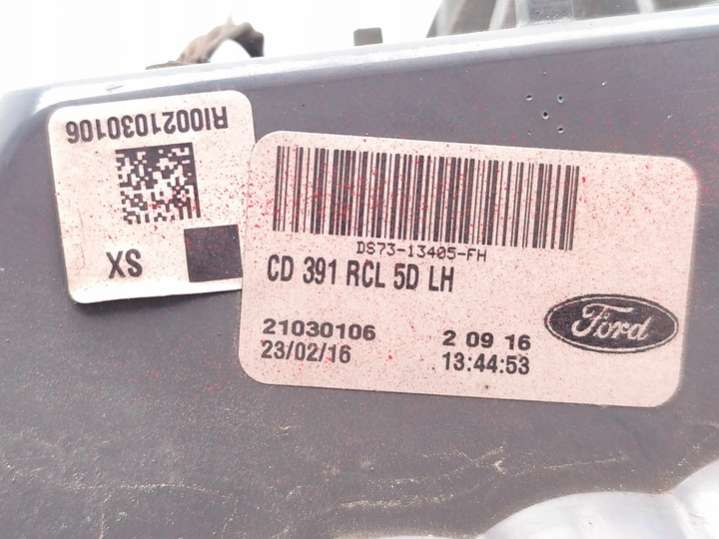 RI0021030106
SX
DS73-13405-FH
CD 391 RCL 5D LH
21030106 2 09 16
23/02/16 13:44:53
Ford